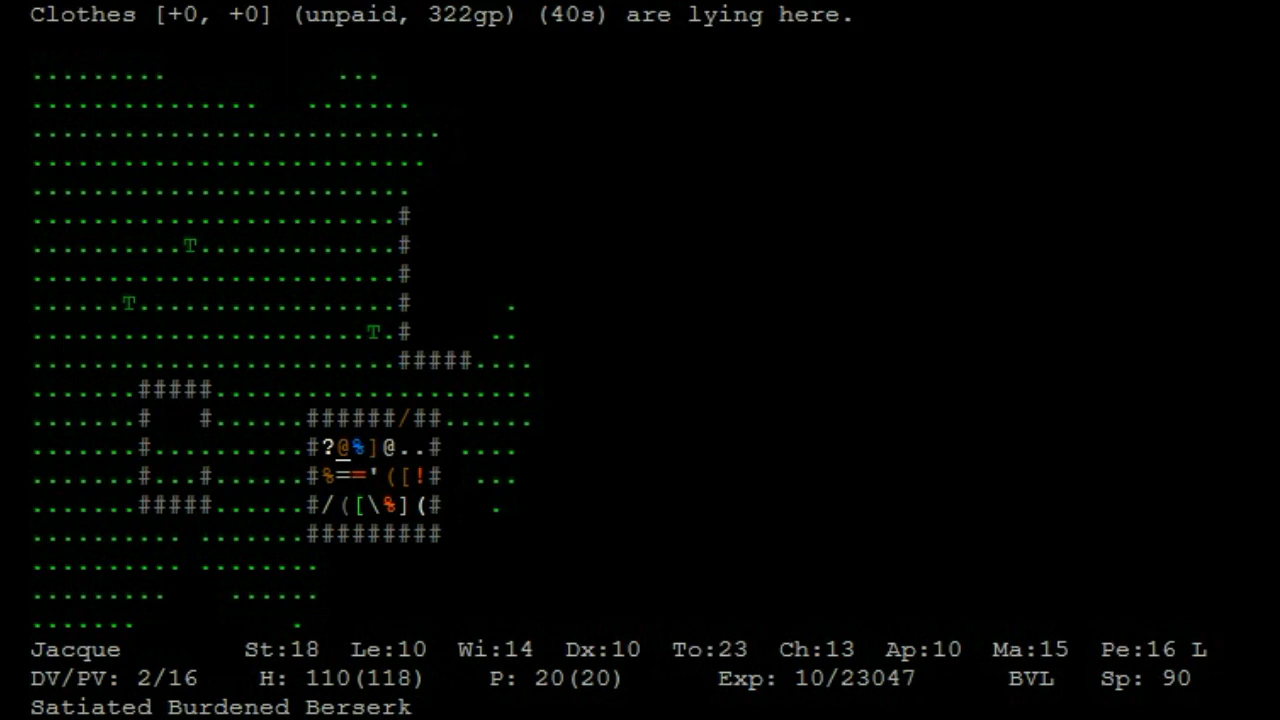 Clothes [+0, +0] (unpaid, 322gp) (40s) are lying here.
Jacque St:18 Le:10 Wi:14 Dx:10 To:23 Ch:13 Ap:10 Ma:15 Pe:16 L
DV/PV: 2/16 H: 110(118) P: 20(20) Exp: 10/23047 BVL Sp: 90
Satiated Burdened Berserk